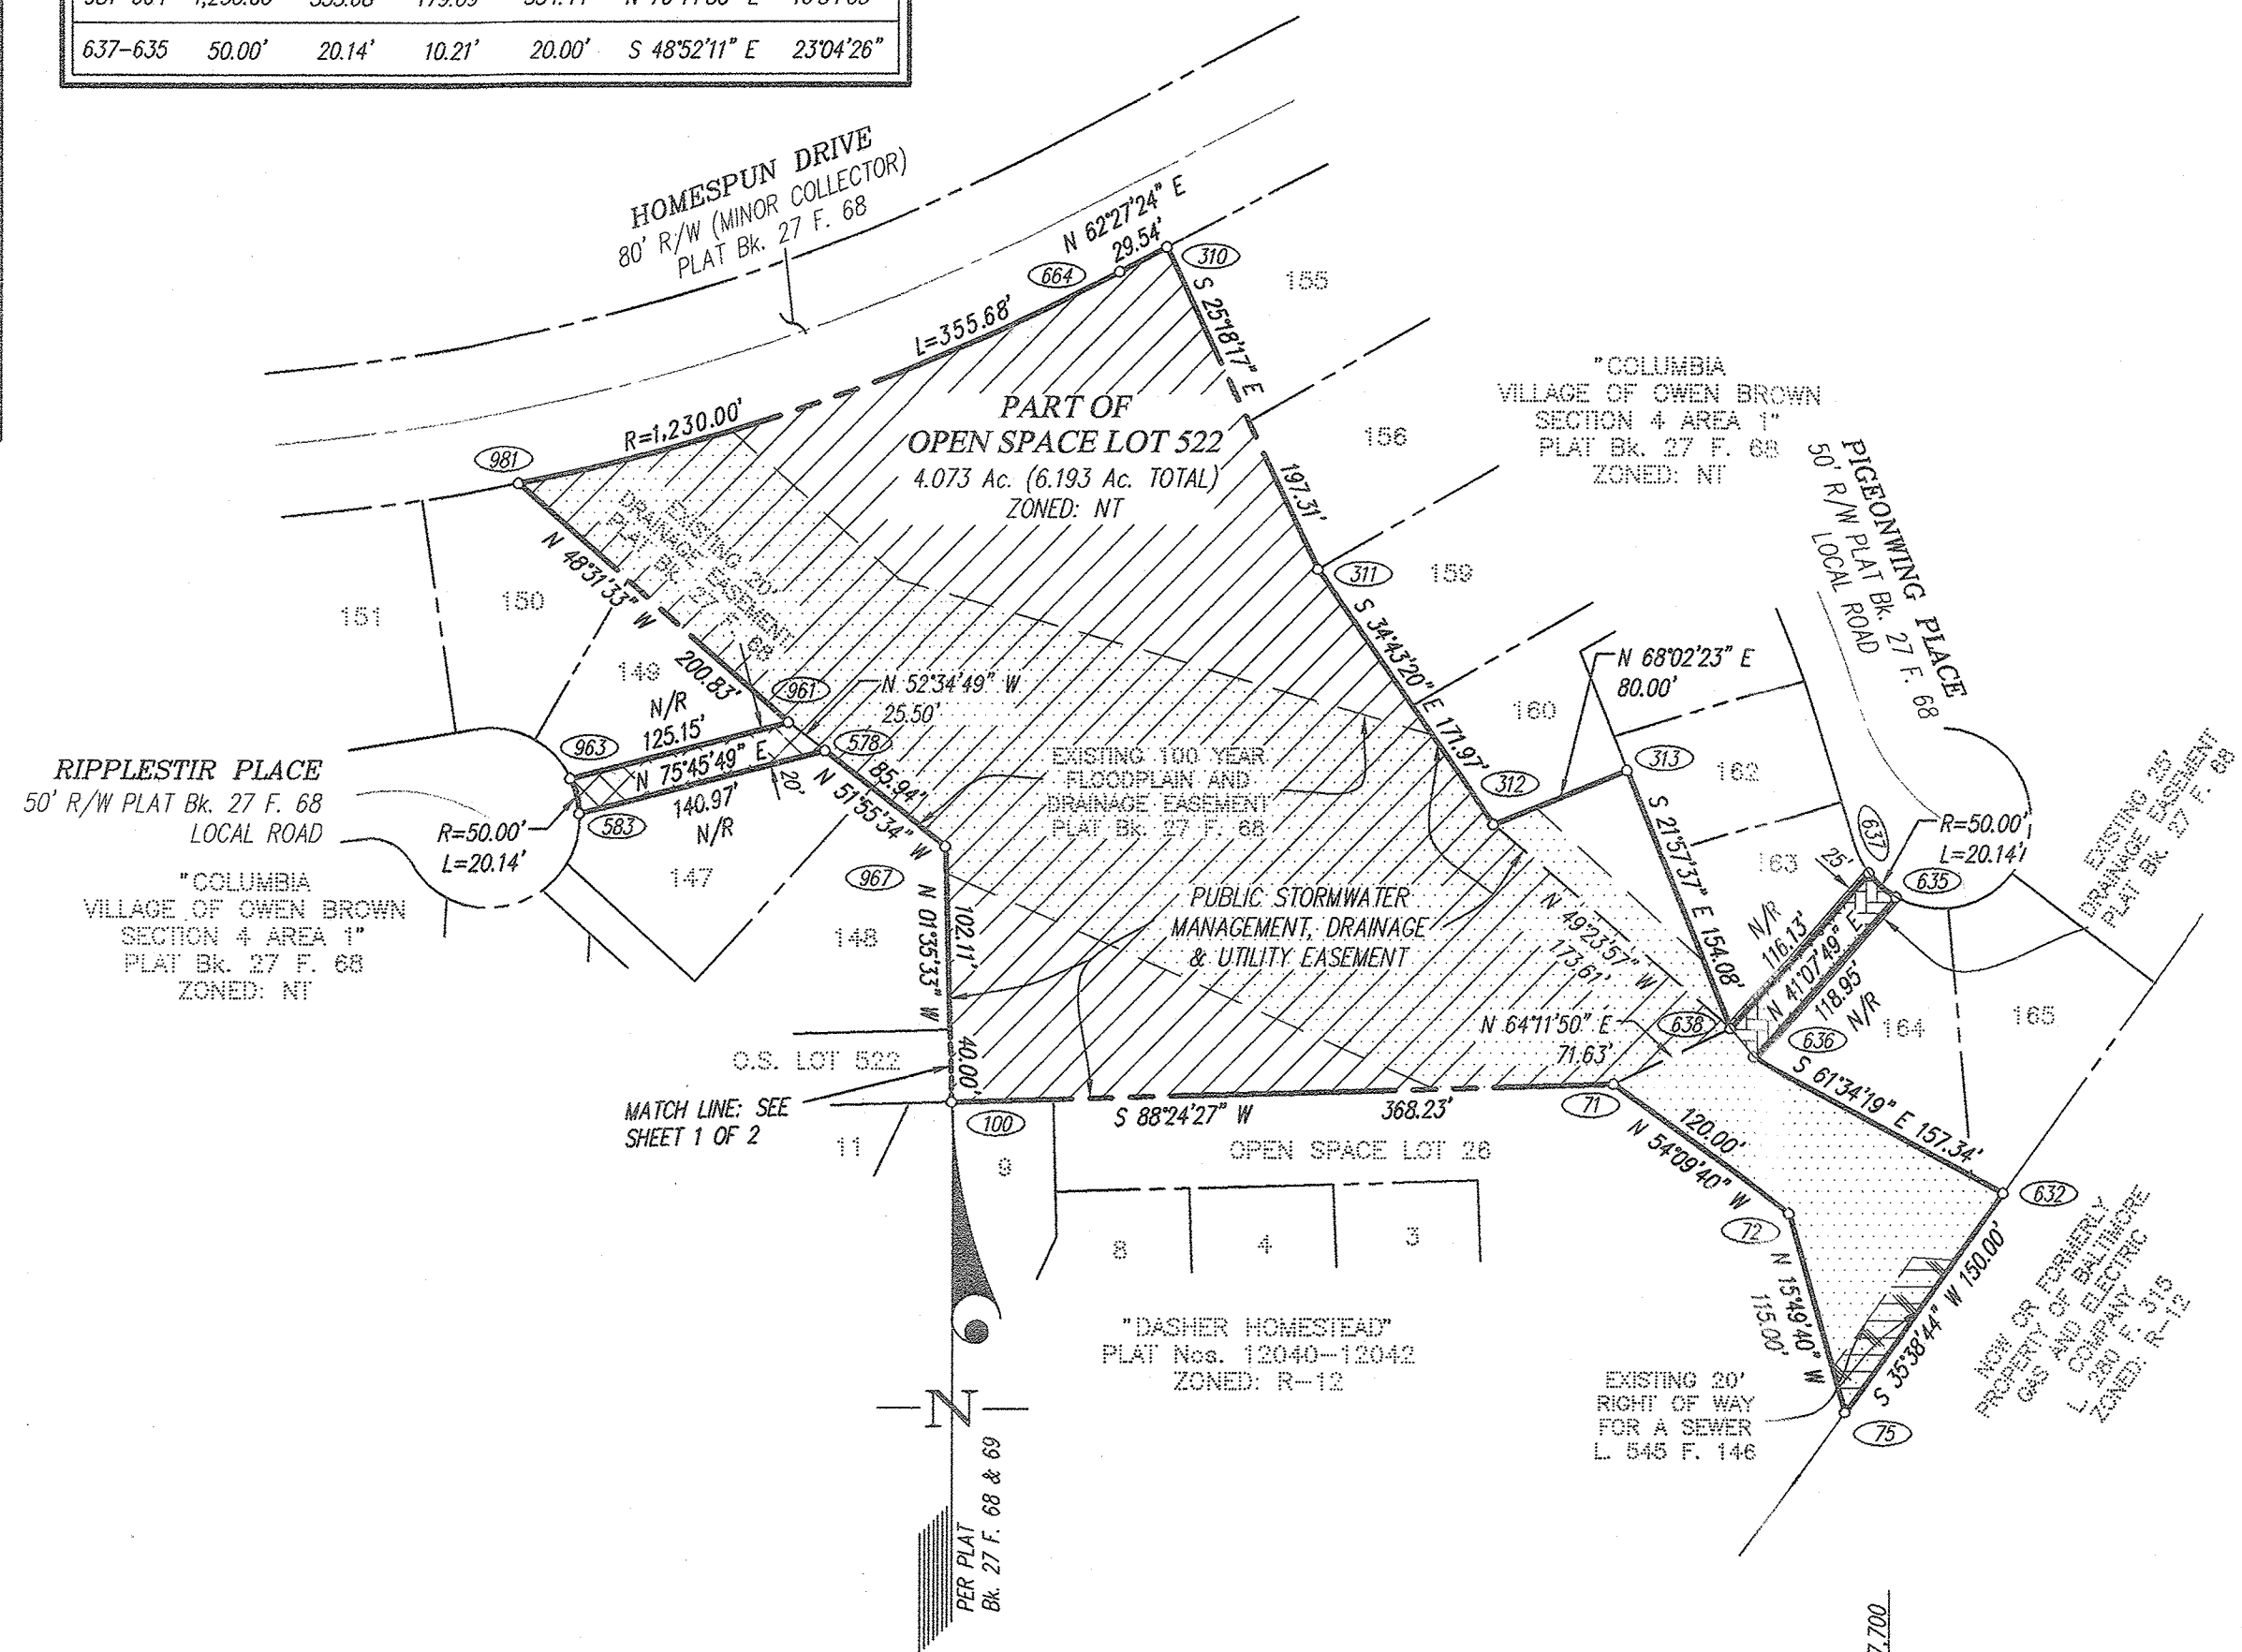 637-635 50.00' 20.14' 10.21' 20.00' S 48°52'11" E 23°04'26"
HOMESPUN DRIVE
80' R/W (MINOR COLLECTOR)
PLAT Bk. 27 F. 68
N 62°27'24" E
29.54'
664
310
S 25°18'17" E
197.31'
155
L=355.68'
R=1,230.00'
981
PART OF
OPEN SPACE LOT 522
4.073 Ac. (6.193 Ac. TOTAL)
ZONED: NT
156
"COLUMBIA
VILLAGE OF OWEN BROWN
SECTION 4 AREA 1"
PLAT Bk. 27 F. 68
ZONED: NT
PIGEONWING PLACE
50' R/W PLAT Bk. 27 F. 68
LOCAL ROAD
EXISTING 20'
DRAINAGE EASEMENT
PLAT Bk. 27 F. 68
N 48°31'33" W
200.83'
151
150
149
311
159
S 34°43'20" E 171.97'
160
N 68°02'23" E
80.00'
312
313
162
961
N 52°34'49" W
25.50'
578
N/R
125.15'
963
N 75°45'49" E
20'
140.97'
N/R
583
RIPPLESTIR PLACE
50' R/W PLAT Bk. 27 F. 68
LOCAL ROAD
R=50.00'
L=20.14'
85.94'
N 51°55'34" W
EXISTING 100 YEAR
FLOODPLAIN AND
DRAINAGE EASEMENT
PLAT Bk. 27 F. 68
S 21°57'37" E 154.08'
163
25'
637
R=50.00'
L=20.14'
635
EXISTING 25'
DRAINAGE EASEMENT
PLAT Bk. 27 F. 68
"COLUMBIA
VILLAGE OF OWEN BROWN
SECTION 4 AREA 1"
PLAT Bk. 27 F. 68
ZONED: NT
147
967
148
N 01°35'33" W
102.11'
40.00'
PUBLIC STORMWATER
MANAGEMENT, DRAINAGE
& UTILITY EASEMENT
N 49°23'57" W
173.61'
N/R
116.13'
N 41°07'49" E
118.95'
N/R
N 64°11'50" E
71.63'
638
636
164
165
O.S. LOT 522
MATCH LINE: SEE
SHEET 1 OF 2
11
100
9
S 88°24'27" W
368.23'
71
OPEN SPACE LOT 26
120.00'
N 54°09'40" W
S 61°34'19" E 157.34'
632
72
8
4
3
N 15°49'40" W
115.00'
S 35°38'44" W 150.00'
75
NOW OR FORMERLY
PROPERTY OF BALTIMORE
GAS AND ELECTRIC
COMPANY
L. 280 F. 315
ZONED: R-12
"DASHER HOMESTEAD"
PLAT Nos. 12040-12042
ZONED: R-12
EXISTING 20'
RIGHT OF WAY
FOR A SEWER
L. 545 F. 146
N
PER PLAT
Bk. 27 F. 68 & 69